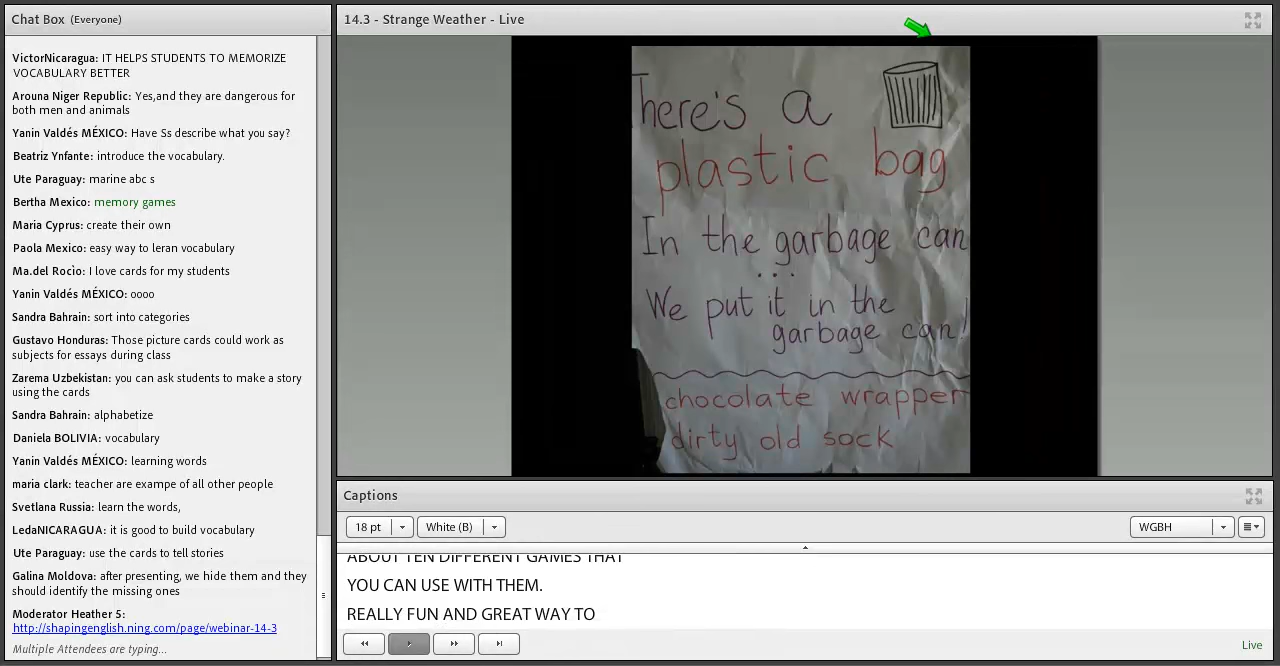 Chat Box (Everyone)
VictorNicaragua: IT HELPS STUDENTS TO MEMORIZE
VOCABULARY BETTER
Arouna Niger Republic: Yes,and they are dangerous for
both men and animals
Yanin Valdés MÉXICO: Have Ss describe what you say?
Beatriz Ynfante: introduce the vocabulary.
Ute Paraguay: marine abc s
Bertha Mexico: memory games
Maria Cyprus: create their own
Paola Mexico: easy way to leran vocabulary
Ma.del Rocìo: I love cards for my students
Yanin Valdés MÉXICO: oooo
Sandra Bahrain: sort into categories
Gustavo Honduras: Those picture cards could work as
subjects for essays during class
Zarema Uzbekistan: you can ask students to make a story
using the cards
Sandra Bahrain: alphabetize
Daniela BOLIVIA: vocabulary
Yanin Valdés MÉXICO: learning words
maria clark: teacher are exampe of all other people
Svetlana Russia: learn the words,
LedaNICARAGUA: it is good to build vocabulary
Ute Paraguay: use the cards to tell stories
Galina Moldova: after presenting, we hide them and they
should identify the missing ones
Moderator Heather 5:
http://shapingenglish.ning.com/page/webinar-14-3
Multiple Attendees are typing...
14.3 - Strange Weather - Live
There's a
plastic bag
In the garbage can
...
We put it in the
garbage can!
chocolate wrapper
dirty old sock
Captions
18 pt
White (B)
WGBH
ABOUT TEN DIFFERENT GAMES THAT
YOU CAN USE WITH THEM.
REALLY FUN AND GREAT WAY TO
Live